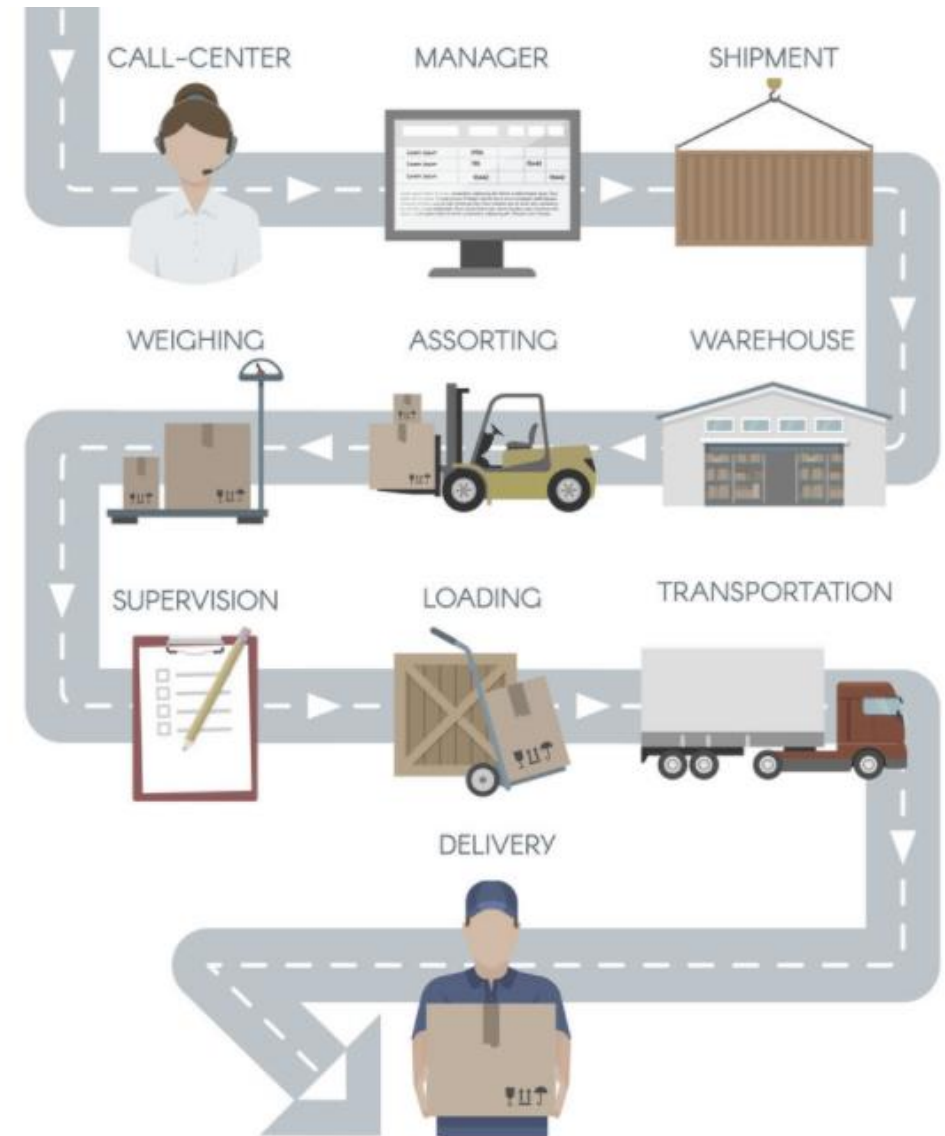 CALL-CENTER
MANAGER
SHIPMENT
WEIGHING
ASSORTING
WAREHOUSE
SUPERVISION
LOADING
TRANSPORTATION
DELIVERY